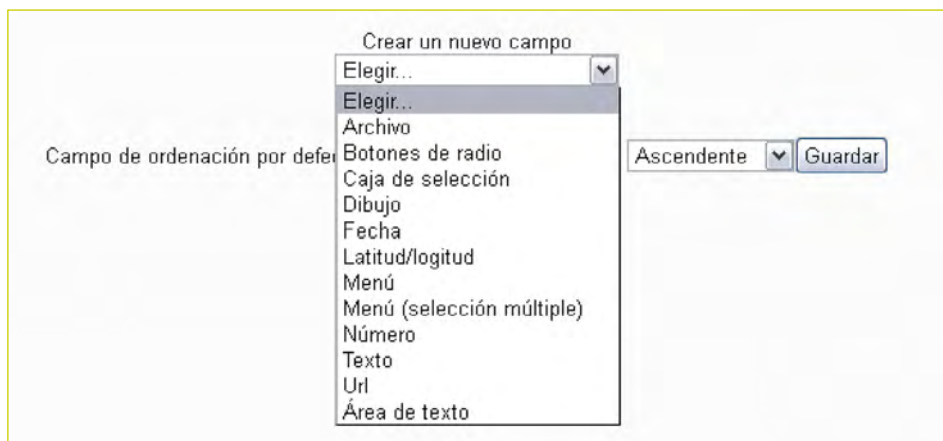 Crear un nuevo campo
Elegir...
Elegir...
Archivo
Campo de ordenación por defe Botones de radio Ascendente Guardar
Caja de selección
Dibujo
Fecha
Latitud/logitud
Menú
Menú (selección múltiple)
Número
Texto
Url
Área de texto